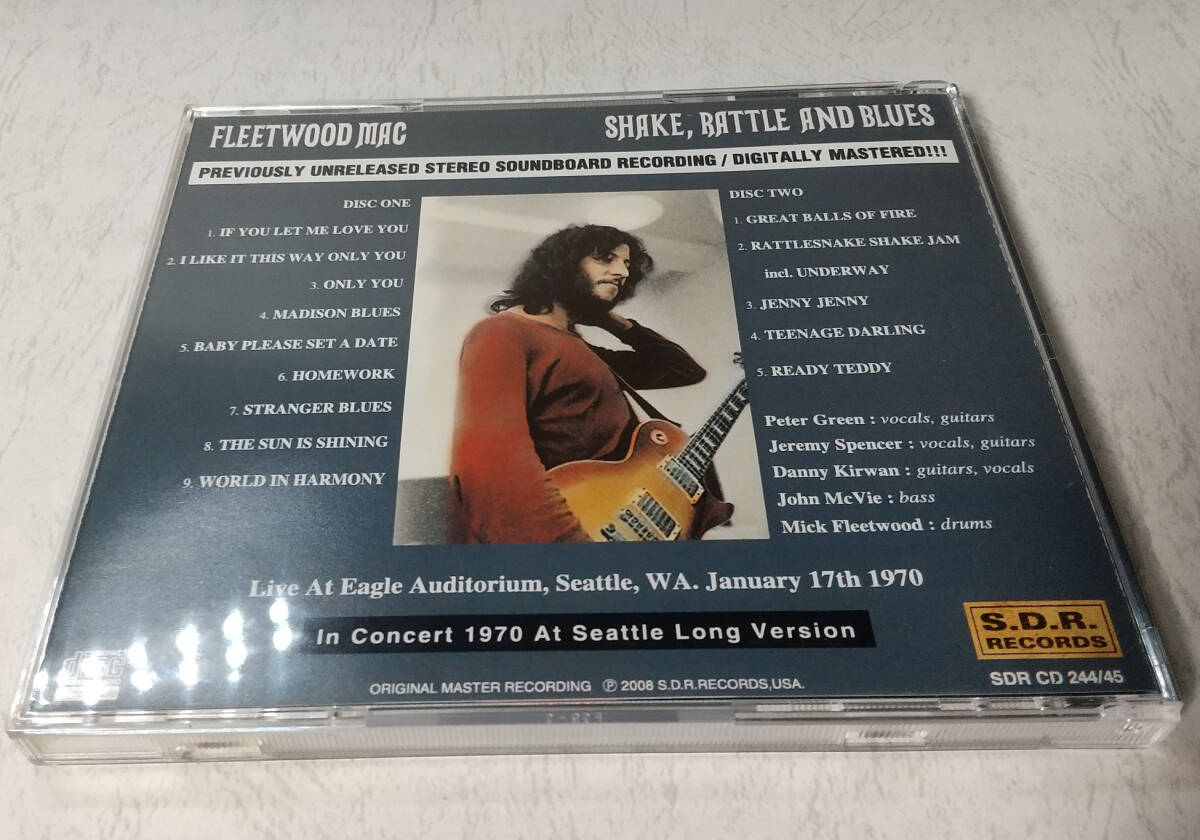 FLEETWOOD MAC
SHAKE, RATTLE AND BLUES
PREVIOUSLY UNRELEASED STEREO SOUNDBOARD RECORDING / DIGITALLY MASTERED!!!
DISC ONE
1. IF YOU LET ME LOVE YOU
2. I LIKE IT THIS WAY ONLY YOU
3. ONLY YOU
4. MADISON BLUES
5. BABY PLEASE SET A DATE
6. HOMEWORK
7. STRANGER BLUES
8. THE SUN IS SHINING
9. WORLD IN HARMONY
DISC TWO
1. GREAT BALLS OF FIRE
2. RATTLESNAKE SHAKE JAM
incl. UNDERWAY
3. JENNY JENNY
4. TEENAGE DARLING
5. READY TEDDY
Peter Green : vocals, guitars
Jeremy Spencer : vocals, guitars
Danny Kirwan : guitars, vocals
John McVie : bass
Mick Fleetwood : drums
Live At Eagle Auditorium, Seattle, WA. January 17th 1970
In Concert 1970 At Seattle Long Version
S.D.R.
RECORDS
SDR CD 244/45
ORIGINAL MASTER RECORDING ℗ 2008 S.D.R.RECORDS,USA.